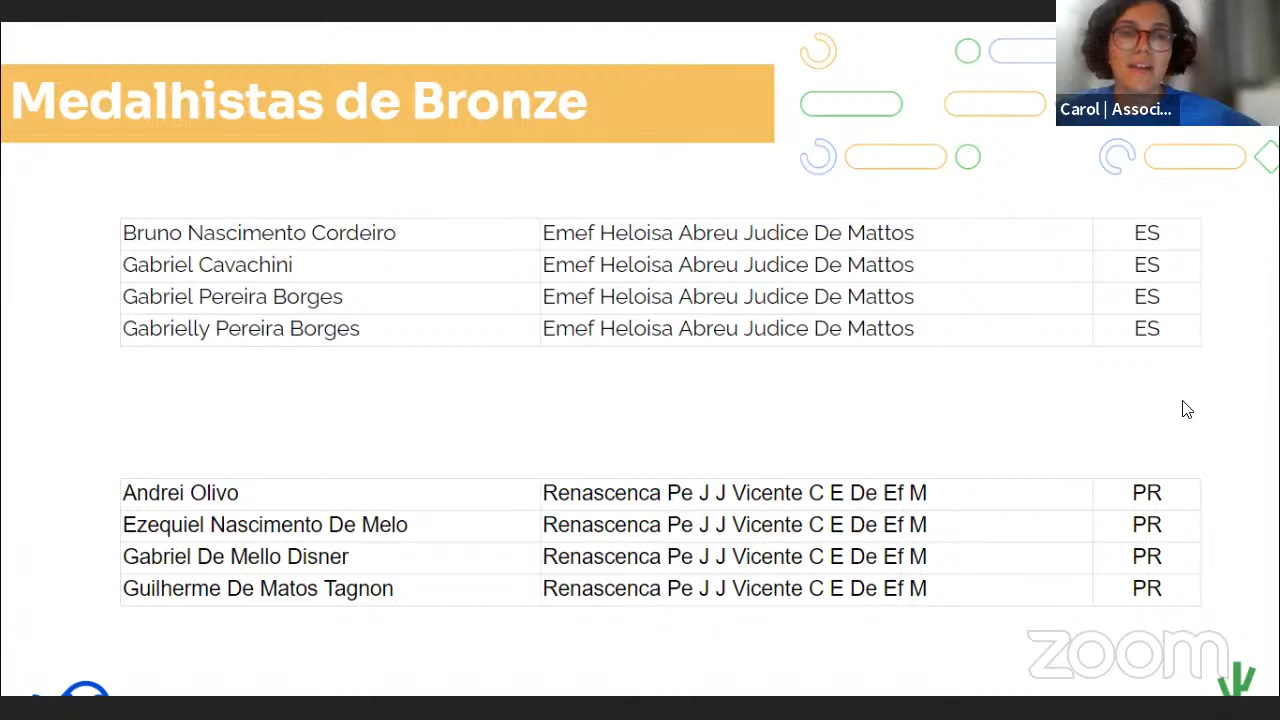 Medalhistas de Bronze
Carol | Associ...
Bruno Nascimento Cordeiro Emef Heloisa Abreu Judice De Mattos ES
Gabriel Cavachini Emef Heloisa Abreu Judice De Mattos ES
Gabriel Pereira Borges Emef Heloisa Abreu Judice De Mattos ES
Gabrielly Pereira Borges Emef Heloisa Abreu Judice De Mattos ES
Andrei Olivo Renascenca Pe J J Vicente C E De Ef M PR
Ezequiel Nascimento De Melo Renascenca Pe J J Vicente C E De Ef M PR
Gabriel De Mello Disner Renascenca Pe J J Vicente C E De Ef M PR
Guilherme De Matos Tagnon Renascenca Pe J J Vicente C E De Ef M PR
zoom